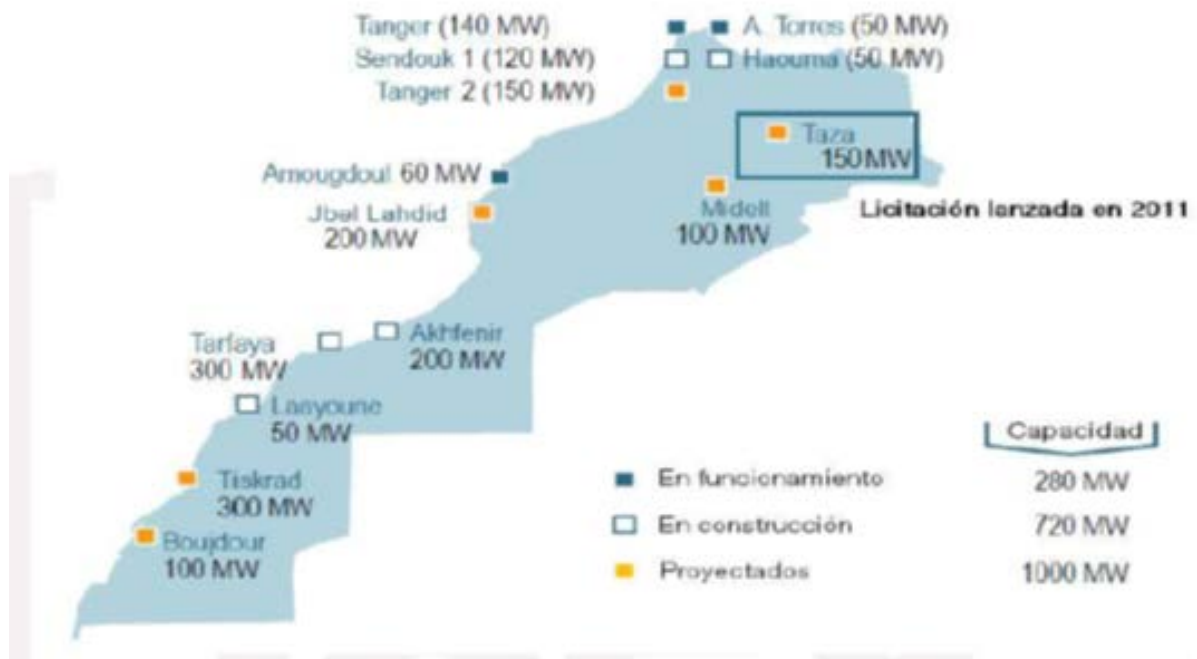 Tanger (140 MW)
A. Torres (50 MW)
Sendouk 1 (120 MW)
Haouma (50 MW)
Tanger 2 (150 MW)
Taza
150 MW
Amougdoul 60 MW
Jbel Lahdid
200 MW
Midelt
100 MW
Licitación lanzada en 2011
Tarfaya
300 MW
Akhfenir
200 MW
Laayoune
50 MW
Tiskrad
300 MW
Boujdour
100 MW
Capacidad
En funcionamiento 280 MW
En construcción 720 MW
Proyectados 1000 MW